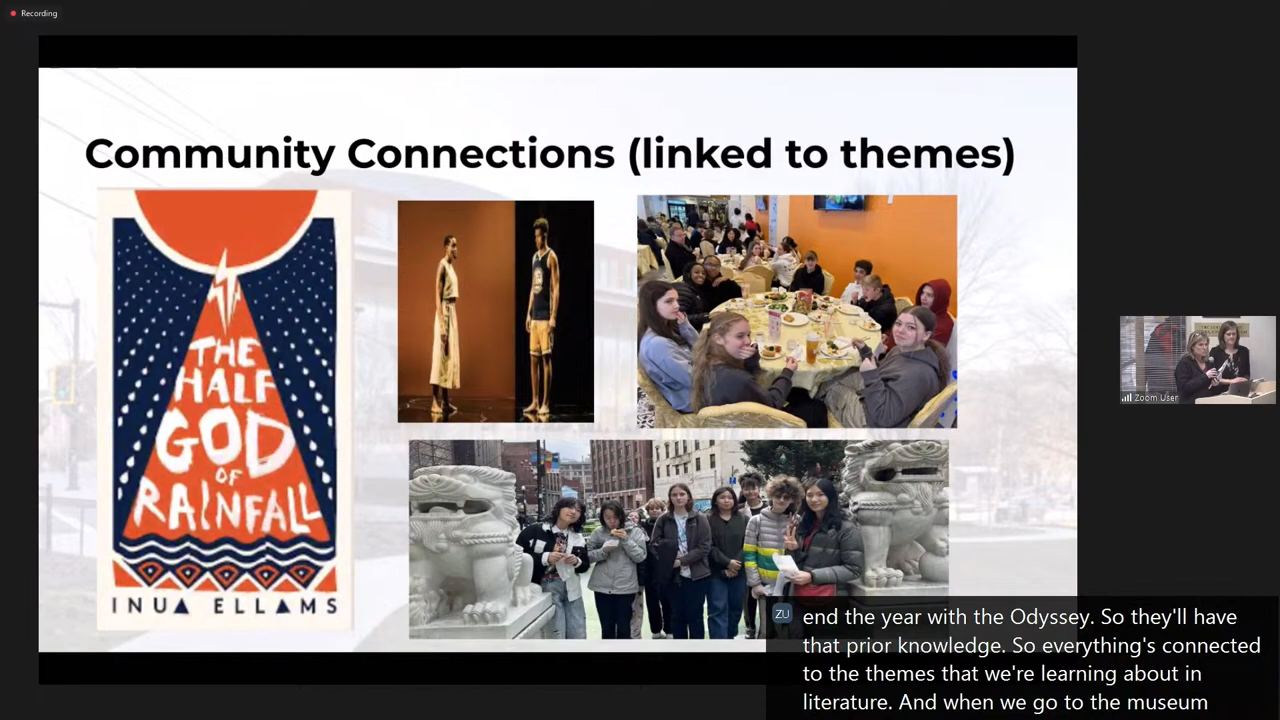 Recording
Community Connections (linked to themes)
THE
HALF
GOD
OF
RAINFALL
INUA ELLAMS
Zoom User
ZU
end the year with the Odyssey. So they'll have
that prior knowledge. So everything's connected
to the themes that we're learning about in
literature. And when we go to the museum